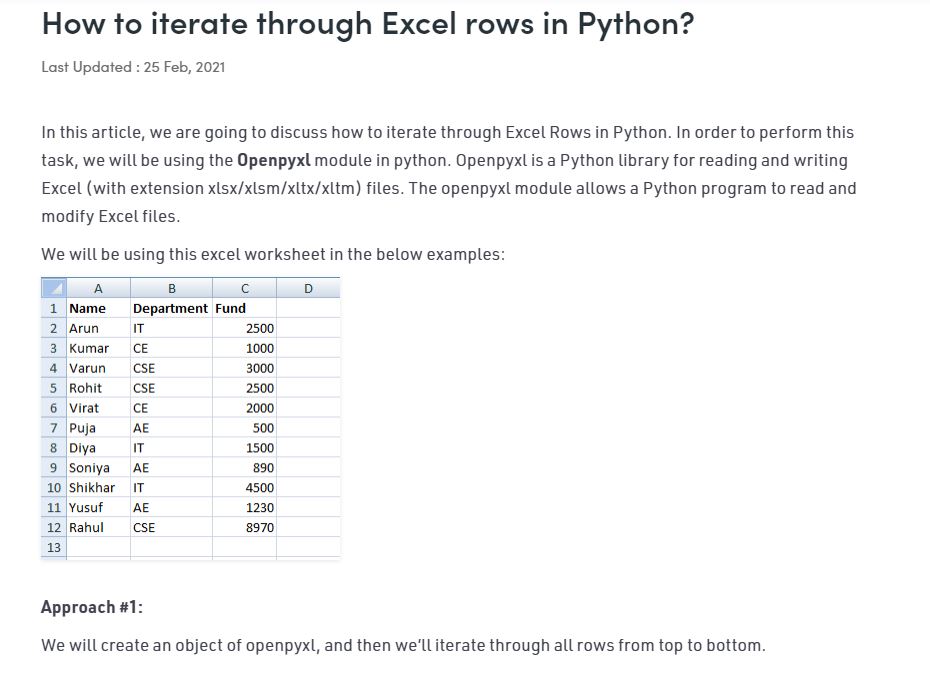 How to iterate through Excel rows in Python?
Last Updated : 25 Feb, 2021
In this article, we are going to discuss how to iterate through Excel Rows in Python. In order to perform this
task, we will be using the Openpyxl module in python. Openpyxl is a Python library for reading and writing
Excel (with extension xlsx/xlsm/xltx/xltm) files. The openpyxl module allows a Python program to read and
modify Excel files.
We will be using this excel worksheet in the below examples:
A B C D
1 Name Department Fund
2 Arun IT 2500
3 Kumar CE 1000
4 Varun CSE 3000
5 Rohit CSE 2500
6 Virat CE 2000
7 Puja AE 500
8 Diya IT 1500
9 Soniya AE 890
10 Shikhar IT 4500
11 Yusuf AE 1230
12 Rahul CSE 8970
13
Approach #1:
We will create an object of openpyxl, and then we’ll iterate through all rows from top to bottom.